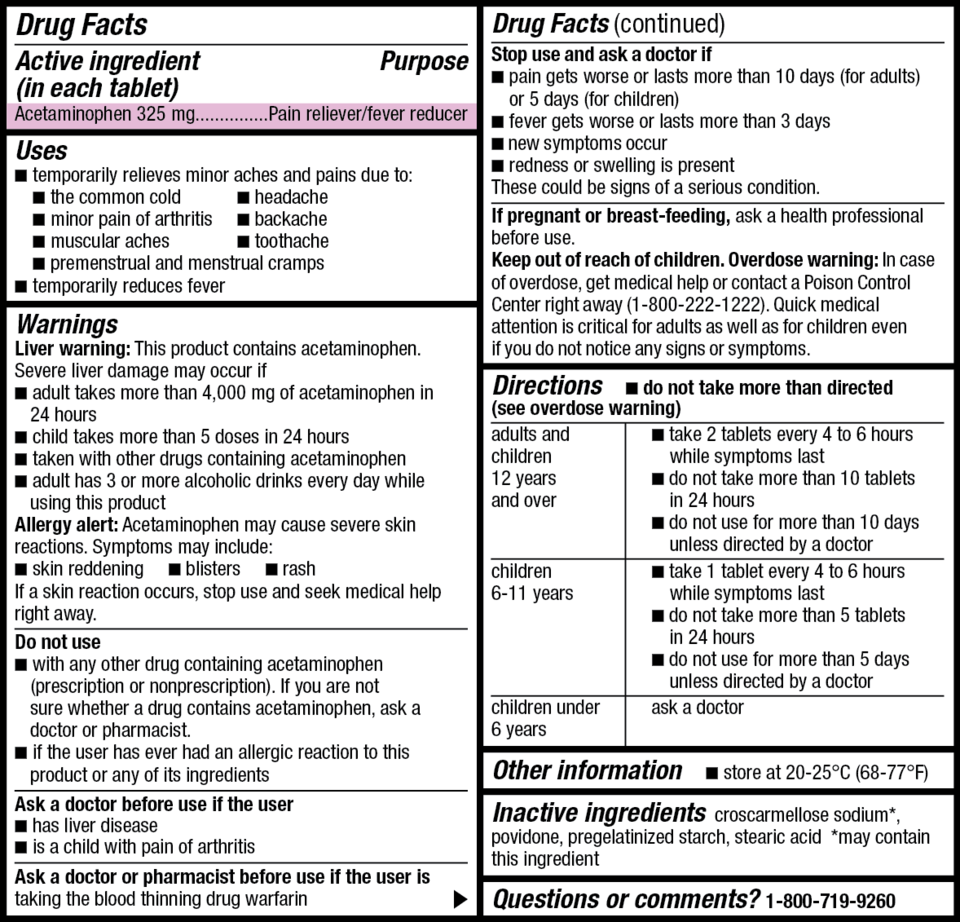 Drug Facts
Active ingredient Purpose
(in each tablet)
Acetaminophen 325 mg..............Pain reliever/fever reducer
Uses
■ temporarily relieves minor aches and pains due to:
■ the common cold ■ headache
■ minor pain of arthritis ■ backache
■ muscular aches ■ toothache
■ premenstrual and menstrual cramps
■ temporarily reduces fever
Warnings
Liver warning: This product contains acetaminophen.
Severe liver damage may occur if
■ adult takes more than 4,000 mg of acetaminophen in
24 hours
■ child takes more than 5 doses in 24 hours
■ taken with other drugs containing acetaminophen
■ adult has 3 or more alcoholic drinks every day while
using this product
Allergy alert: Acetaminophen may cause severe skin
reactions. Symptoms may include:
■ skin reddening ■ blisters ■ rash
If a skin reaction occurs, stop use and seek medical help
right away.
Do not use
■ with any other drug containing acetaminophen
(prescription or nonprescription). If you are not
sure whether a drug contains acetaminophen, ask a
doctor or pharmacist.
■ if the user has ever had an allergic reaction to this
product or any of its ingredients
Ask a doctor before use if the user
■ has liver disease
■ is a child with pain of arthritis
Ask a doctor or pharmacist before use if the user is
taking the blood thinning drug warfarin
Drug Facts (continued)
Stop use and ask a doctor if
■ pain gets worse or lasts more than 10 days (for adults)
or 5 days (for children)
■ fever gets worse or lasts more than 3 days
■ new symptoms occur
■ redness or swelling is present
These could be signs of a serious condition.
If pregnant or breast-feeding, ask a health professional
before use.
Keep out of reach of children. Overdose warning: In case
of overdose, get medical help or contact a Poison Control
Center right away (1-800-222-1222). Quick medical
attention is critical for adults as well as for children even
if you do not notice any signs or symptoms.
Directions ■ do not take more than directed
(see overdose warning)
adults and
children
12 years
and over
■ take 2 tablets every 4 to 6 hours
while symptoms last
■ do not take more than 10 tablets
in 24 hours
■ do not use for more than 10 days
unless directed by a doctor
children
6-11 years
■ take 1 tablet every 4 to 6 hours
while symptoms last
■ do not take more than 5 tablets
in 24 hours
■ do not use for more than 5 days
unless directed by a doctor
children under
6 years
ask a doctor
Other information ■ store at 20-25°C (68-77°F)
Inactive ingredients croscarmellose sodium*,
povidone, pregelatinized starch, stearic acid *may contain
this ingredient
Questions or comments? 1-800-719-9260